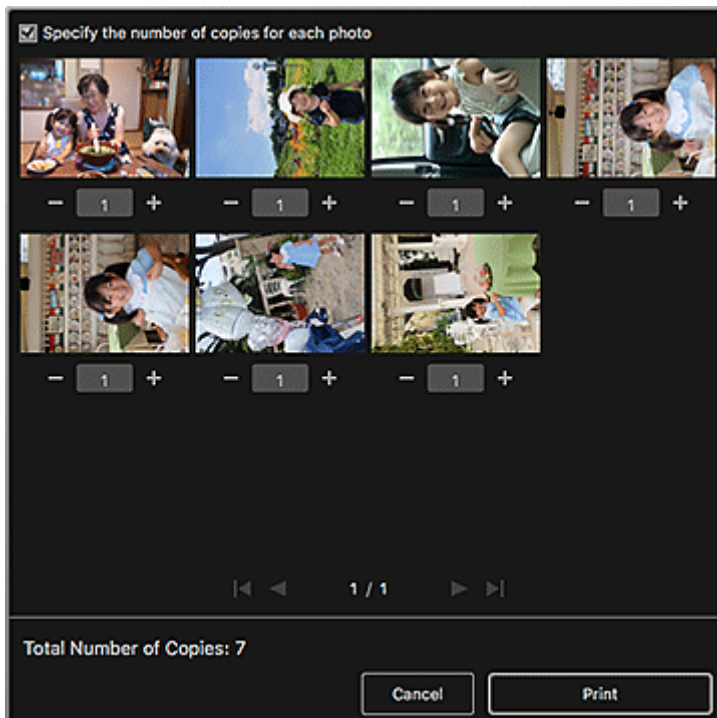 Specify the number of copies for each photo
− 1 + − 1 + − 1 + − 1 +
− 1 + − 1 + − 1 +
1 / 1
Total Number of Copies: 7
Cancel Print